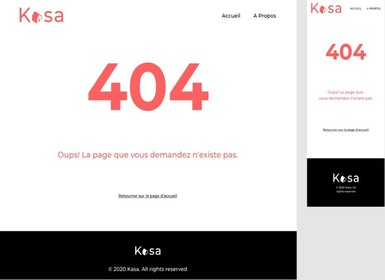 Kasa
Accueil
A Propos
404
Oups! La page que vous demandez n'existe pas.
Retourner sur la page d'accueil
Kasa
© 2020 Kasa. All rights reserved
Kasa
ACCUEIL
A PROPOS
404
Oups! La page que
vous demandez n'existe pas.
Retourner sur la page d'accueil
Kasa
© 2020 Kasa. All
rights reserved